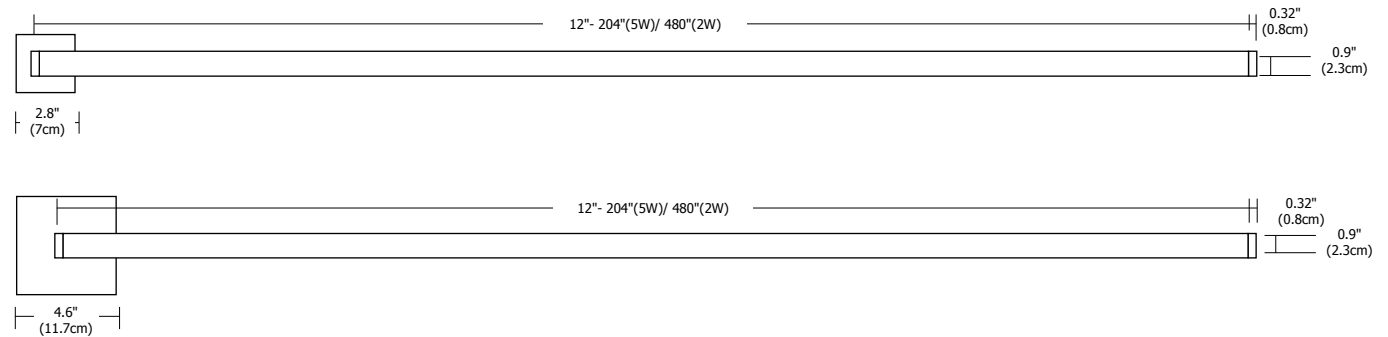 12"- 204"(5W)/ 480"(2W)
0.32"
(0.8cm)
0.9"
(2.3cm)
2.8"
(7cm)
12"- 204"(5W)/ 480"(2W)
0.32"
(0.8cm)
0.9"
(2.3cm)
4.6"
(11.7cm)